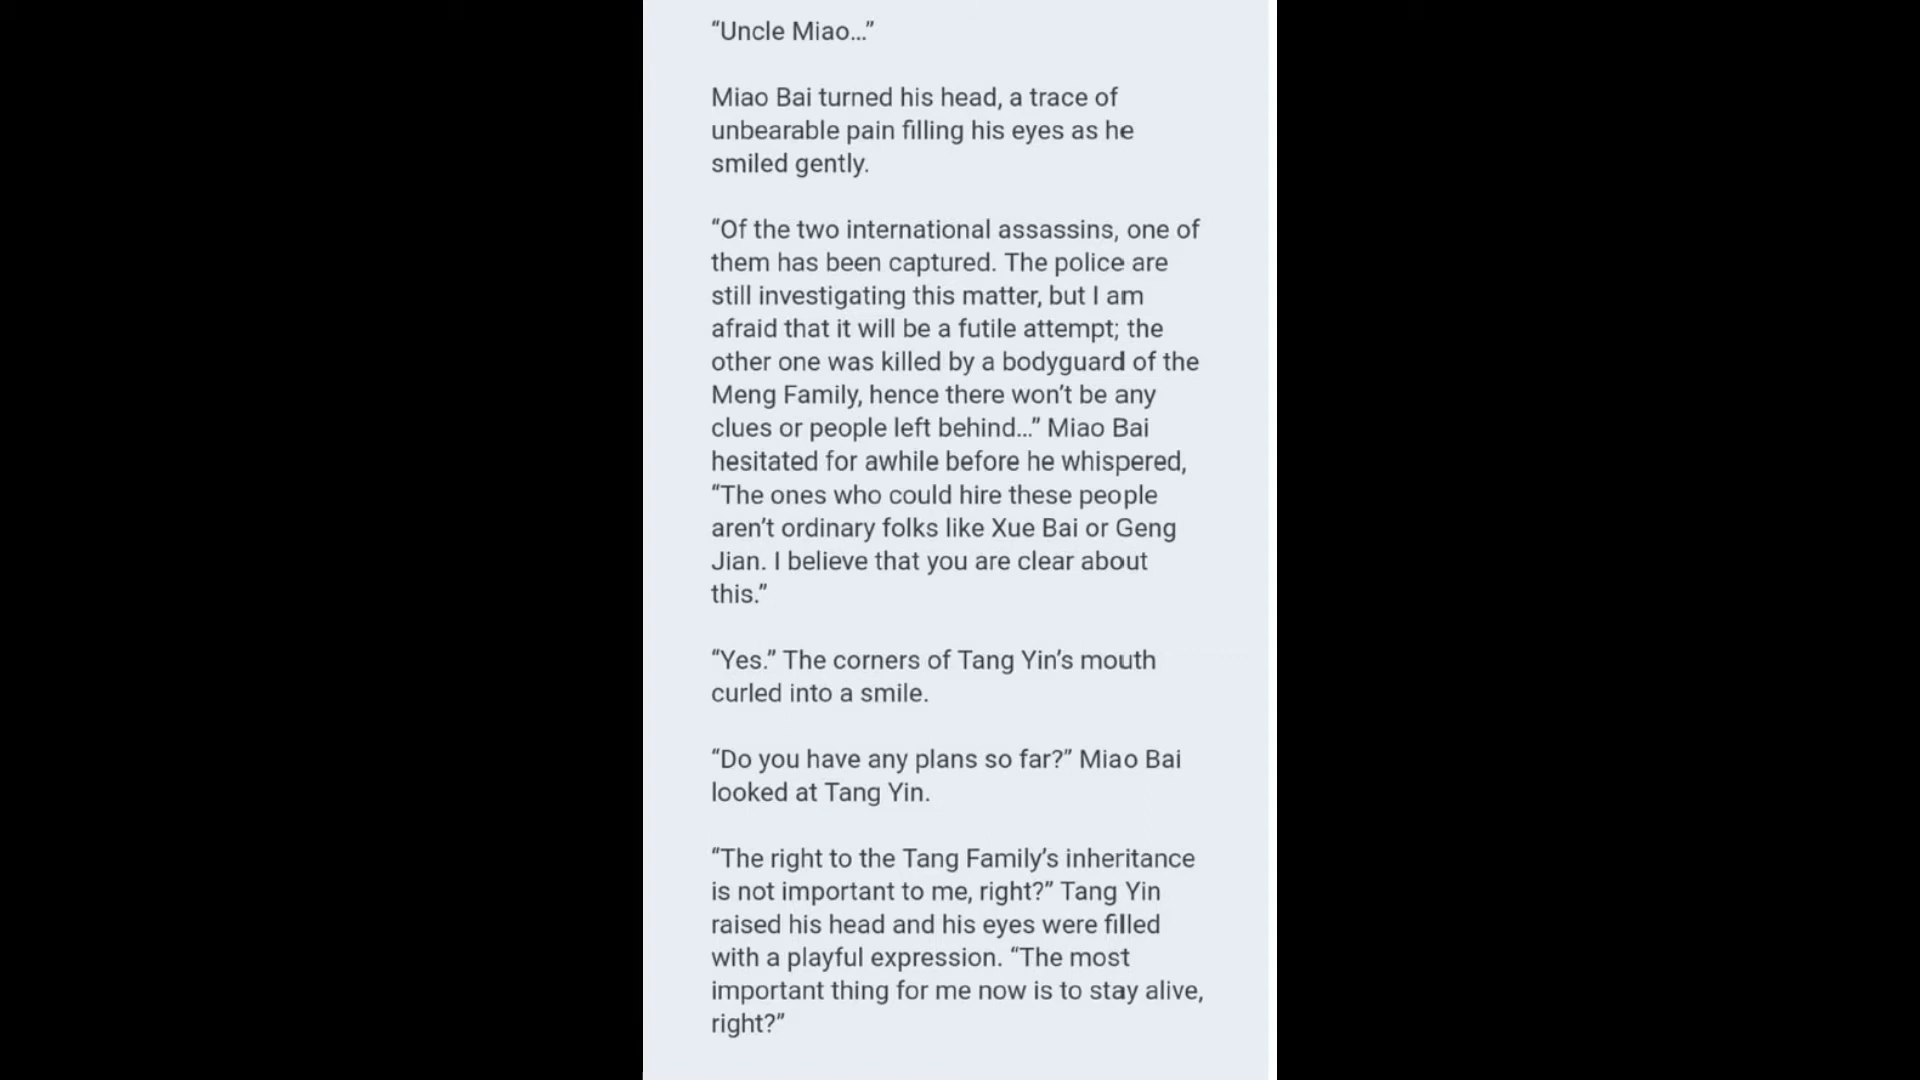 “Uncle Miao…”
Miao Bai turned his head, a trace of
unbearable pain filling his eyes as he
smiled gently.
“Of the two international assassins, one of
them has been captured. The police are
still investigating this matter, but I am
afraid that it will be a futile attempt; the
other one was killed by a bodyguard of the
Meng Family, hence there won’t be any
clues or people left behind…” Miao Bai
hesitated for awhile before he whispered,
“The ones who could hire these people
aren’t ordinary folks like Xue Bai or Geng
Jian. I believe that you are clear about
this.”
“Yes.” The corners of Tang Yin’s mouth
curled into a smile.
“Do you have any plans so far?” Miao Bai
looked at Tang Yin.
“The right to the Tang Family’s inheritance
is not important to me, right?” Tang Yin
raised his head and his eyes were filled
with a playful expression. “The most
important thing for me now is to stay alive,
right?”